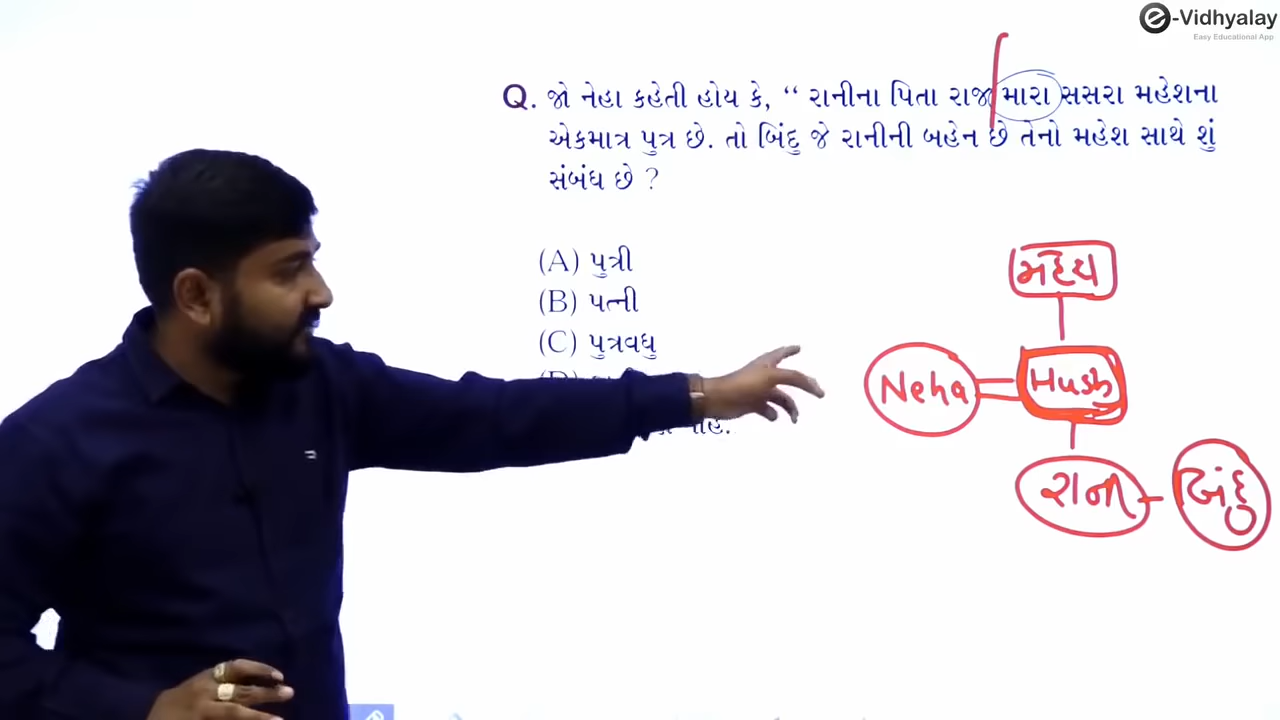 e-Vidhyalay
Easy Educational App
Q. જો નેહા કહેતી હોય કે, “ રાનીના પિતા રાજ મારા સસરા મહેશના
એકમાત્ર પુત્ર છે. તો બિંદુ જે રાનીની બહેન છે તેનો મહેશ સાથે શું
સંબંધ છે ?
(A) પુત્રી
(B) પત્ની
(C) પુત્રવધુ
મહેશ
Neha
Husb
રાની
બિંદુ